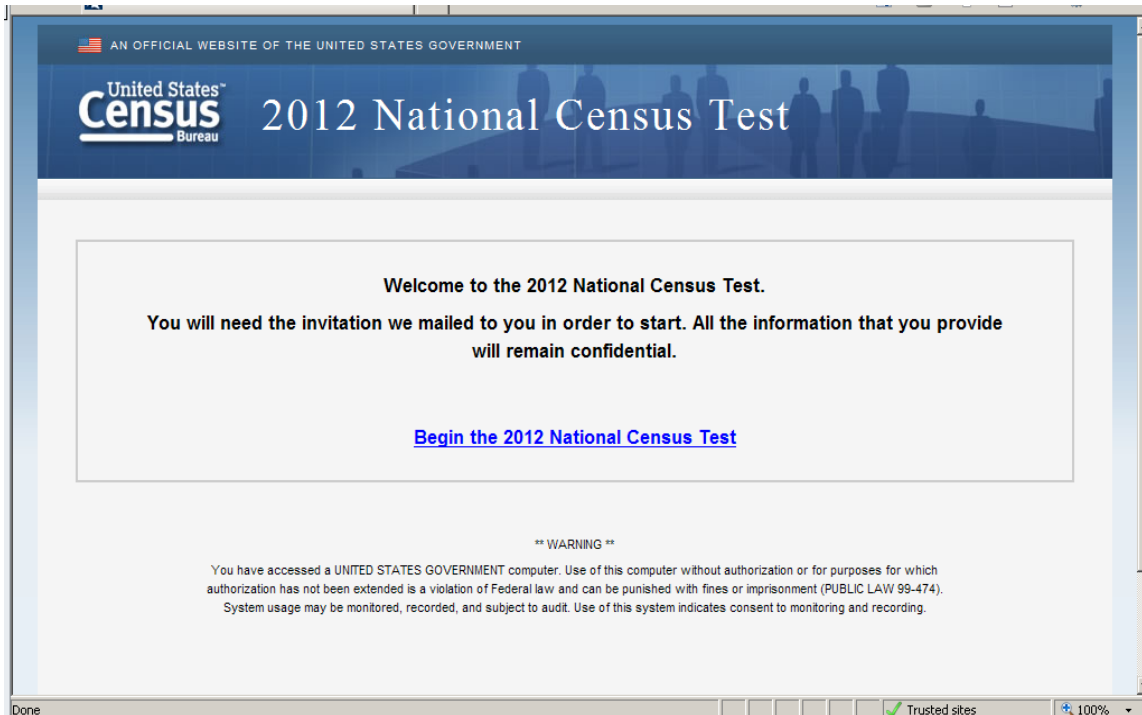 AN OFFICIAL WEBSITE OF THE UNITED STATES GOVERNMENT
United States™
Census
Bureau
2012 National Census Test
Welcome to the 2012 National Census Test.
You will need the invitation we mailed to you in order to start. All the information that you provide
will remain confidential.
Begin the 2012 National Census Test
** WARNING **
You have accessed a UNITED STATES GOVERNMENT computer. Use of this computer without authorization or for purposes for which
authorization has not been extended is a violation of Federal law and can be punished with fines or imprisonment (PUBLIC LAW 99-474).
System usage may be monitored, recorded, and subject to audit. Use of this system indicates consent to monitoring and recording.
Done
Trusted sites
100%